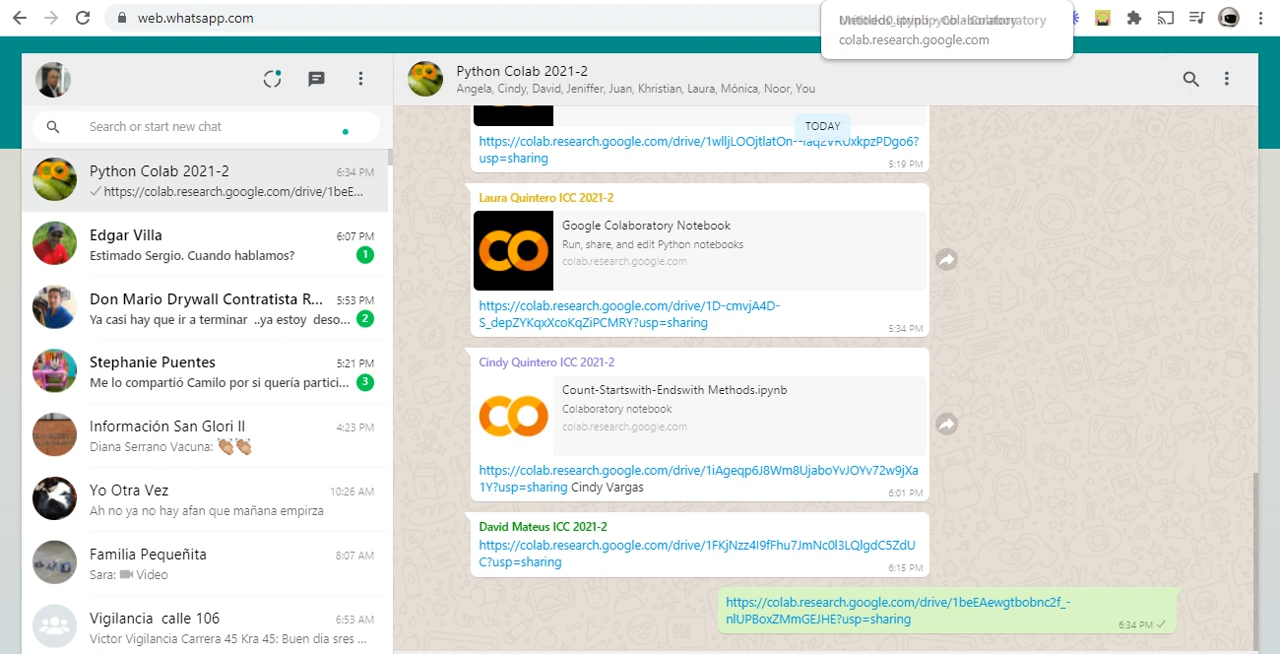 web.whatsapp.com
colab.research.google.com
Search or start new chat
Python Colab 2021-2
6:34 PM
https://colab.research.google.com/drive/1beE...
Edgar Villa
6:07 PM
Estimado Sergio. Cuando hablamos?
1
Don Mario Drywall Contratista R...
5:53 PM
Ya casi hay que ir a terminar ..ya estoy deso...
2
Stephanie Puentes
5:21 PM
Me lo compartió Camilo por si quería partici...
3
Información San Glori II
4:23 PM
Diana Serrano Vacuna: 👏🏼👏🏼
Yo Otra Vez
10:26 AM
Ah no ya no hay afan que mañana empirza
Familia Pequeñita
8:07 AM
Sara: Video
Vigilancia calle 106
6:53 AM
Victor Vigilancia Carrera 45 Kra 45: Buen dia sres ...
Python Colab 2021-2
Angela, Cindy, David, Jeniffer, Juan, Khristian, Laura, Mónica, Noor, You
TODAY
usp=sharing
5:19 PM
Laura Quintero ICC 2021-2
Google Colaboratory Notebook
Run, share, and edit Python notebooks
colab.research.google.com
https://colab.research.google.com/drive/1D-cmvjA4D-
S_depZYKqxXcoKqZiPCMRY?usp=sharing
5:34 PM
Cindy Quintero ICC 2021-2
Count-Startswith-Endswith Methods.ipynb
Colaboratory notebook
colab.research.google.com
https://colab.research.google.com/drive/1iAgeqp6J8Wm8UjaboYvJOYv72w9jXa
1Y?usp=sharing Cindy Vargas
6:01 PM
David Mateus ICC 2021-2
https://colab.research.google.com/drive/1FKjNzz4I9fFhu7JmNc0l3LQlgdC5ZdU
C?usp=sharing
6:15 PM
https://colab.research.google.com/drive/1beEAewgtbobnc2f_-
nlUPBoxZMmGEJHE?usp=sharing
6:34 PM